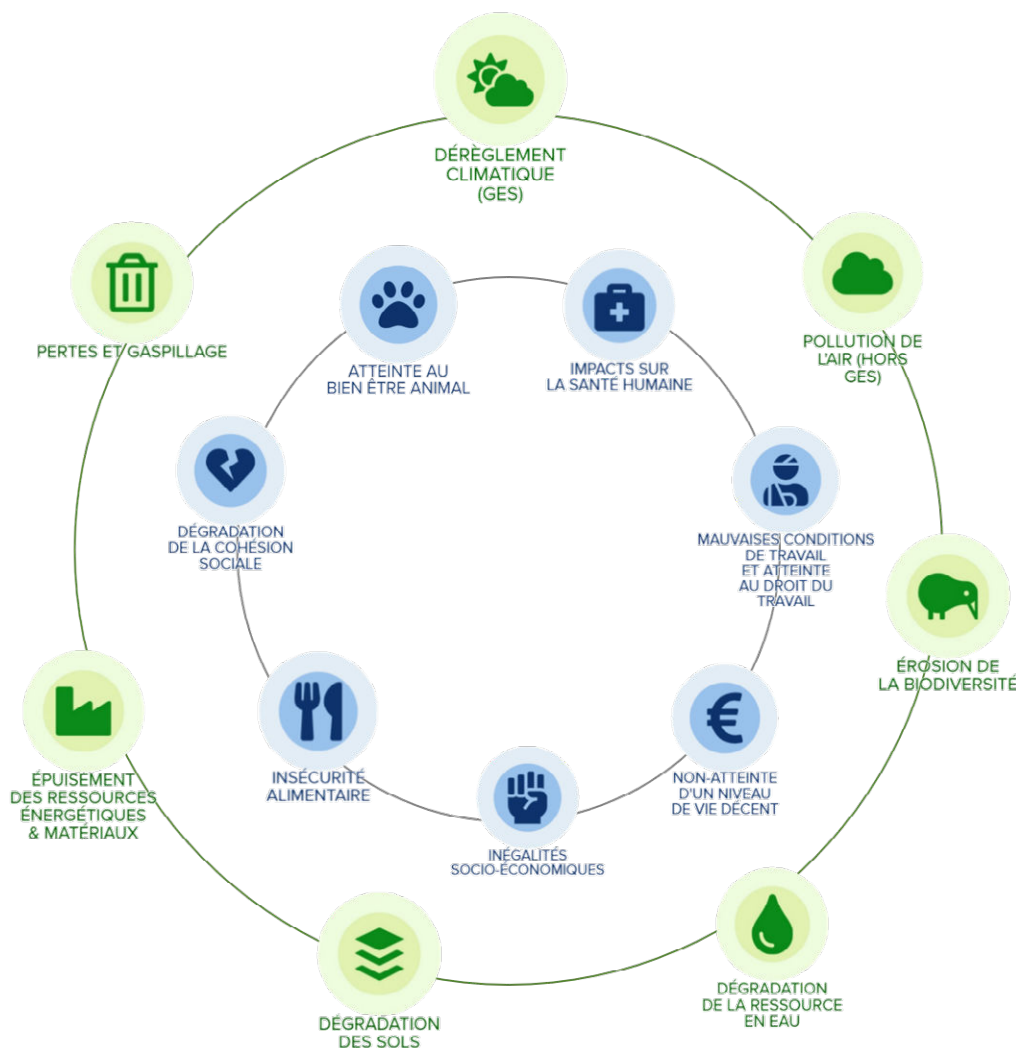 DÉRÈGLEMENT
CLIMATIQUE
(GES)
POLLUTION DE
L'AIR (HORS
GES)
PERTES ET GASPILLAGE
ATTEINTE AU
BIEN ÊTRE ANIMAL
IMPACTS SUR
LA SANTÉ HUMAINE
DÉGRADATION
DE LA COHÉSION
SOCIALE
MAUVAISES CONDITIONS
DE TRAVAIL
ET ATTEINTE
AU DROIT DU
TRAVAIL
ÉROSION DE
LA BIODIVERSITÉ
ÉPUISEMENT
DES RESSOURCES
ÉNERGÉTIQUES
& MATÉRIAUX
INSÉCURITÉ
ALIMENTAIRE
NON-ATTEINTE
D'UN NIVEAU
DE VIE DÉCENT
INÉGALITÉS
SOCIO-ÉCONOMIQUES
DÉGRADATION
DE LA RESSOURCE
EN EAU
DÉGRADATION
DES SOLS